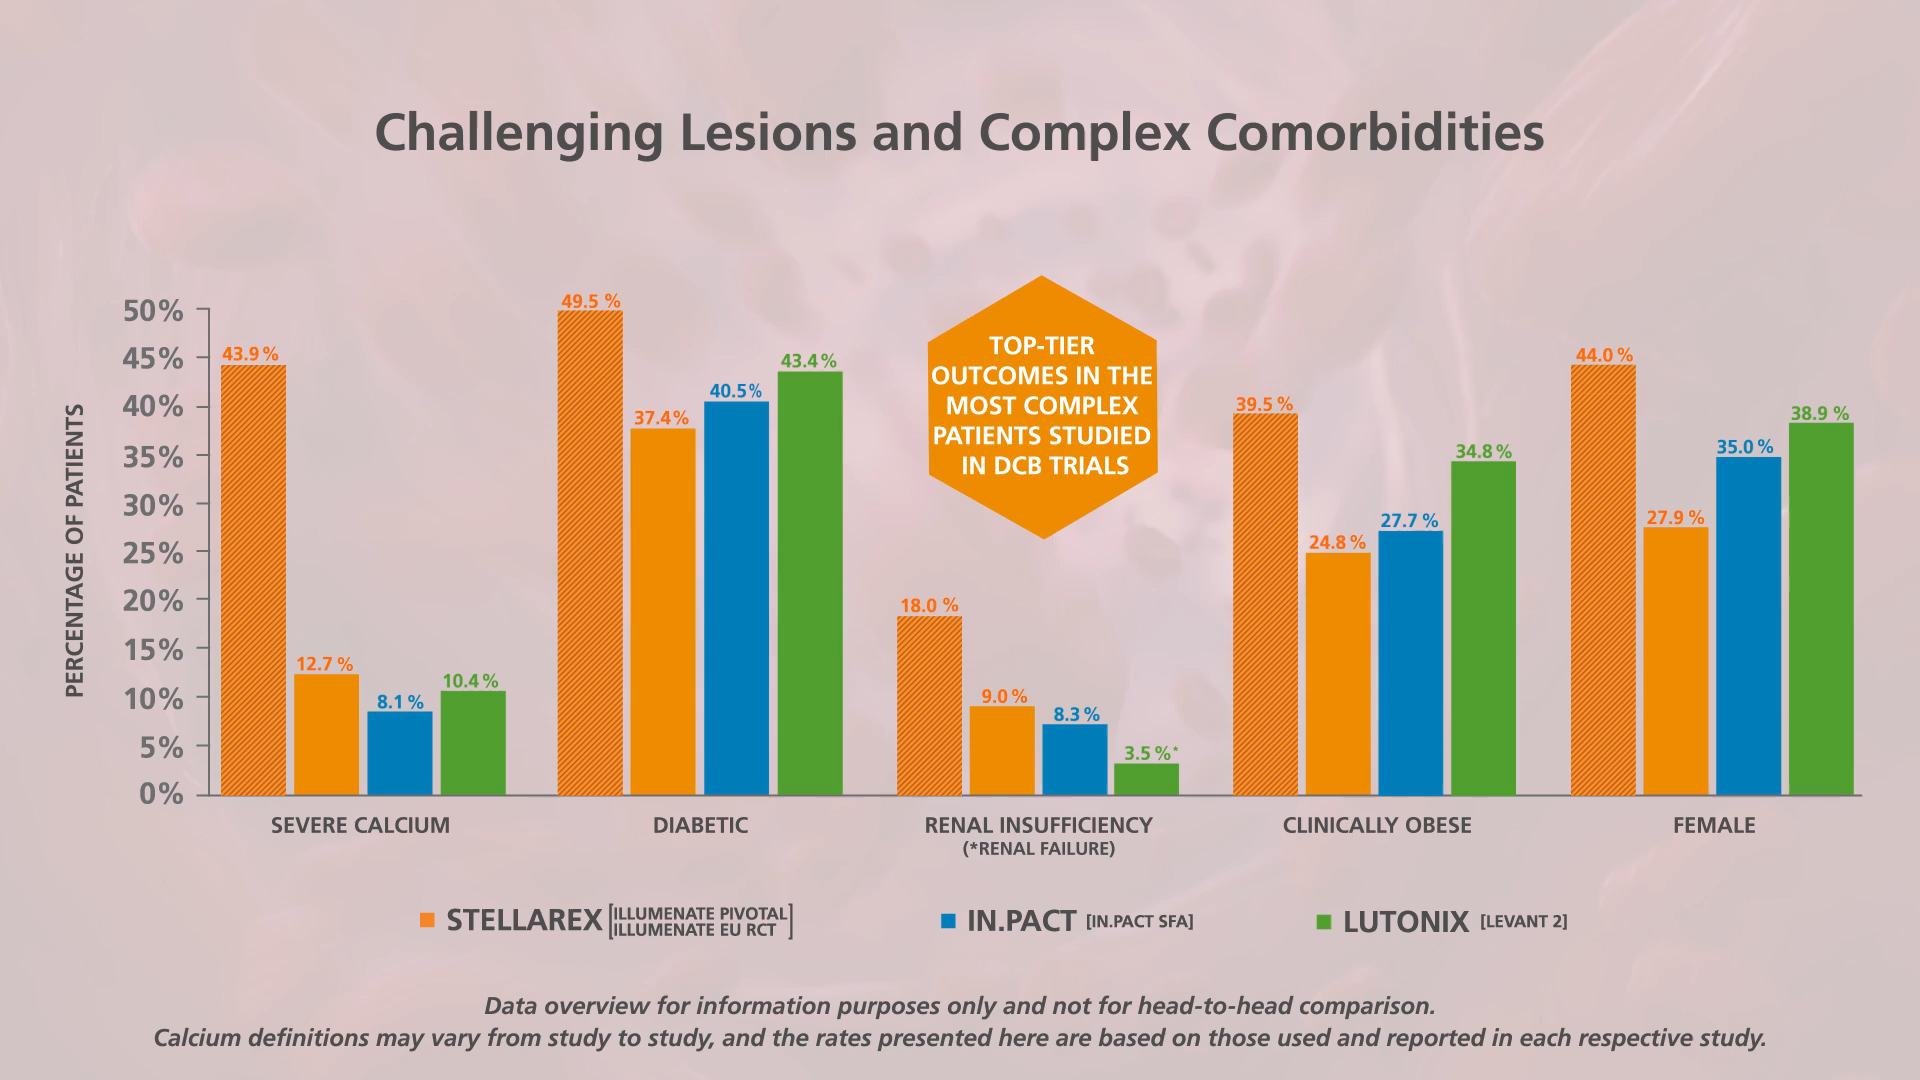 Challenging Lesions and Complex Comorbidities
PERCENTAGE OF PATIENTS
50%
45%
40%
35%
30%
25%
20%
15%
10%
5%
0%
43.9 %
12.7 %
8.1 %
10.4 %
49.5 %
37.4%
40.5%
43.4 %
TOP-TIER
OUTCOMES IN THE
MOST COMPLEX
PATIENTS STUDIED
IN DCB TRIALS
18.0 %
9.0 %
8.3 %
3.5 %*
39.5 %
24.8 %
27.7 %
34.8 %
44.0 %
27.9 %
35.0 %
38.9 %
SEVERE CALCIUM
DIABETIC
RENAL INSUFFICIENCY
(*RENAL FAILURE)
CLINICALLY OBESE
FEMALE
STELLAREX [ILLUMENATE PIVOTAL
ILLUMENATE EU RCT]
IN.PACT [IN.PACT SFA]
LUTONIX [LEVANT 2]
Data overview for information purposes only and not for head-to-head comparison.
Calcium definitions may vary from study to study, and the rates presented here are based on those used and reported in each respective study.